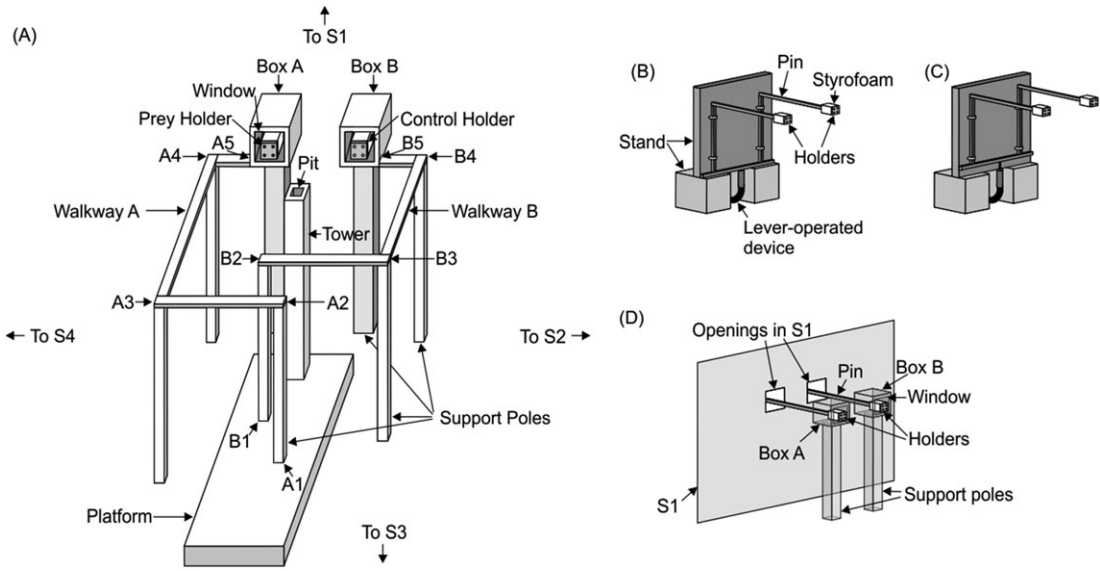 (A)
To S1
Box A
Box B
Window
Prey Holder
Control Holder
A4
A5
B5
B4
Pit
Walkway A
Walkway B
Tower
B2
B3
A3
A2
To S4
To S2
Support Poles
B1
A1
Platform
To S3
(B)
Pin
Styrofoam
Stand
Holders
Lever-operated
device
(C)
(D)
Openings in S1
Pin
Box B
Window
Box A
Holders
S1
Support poles